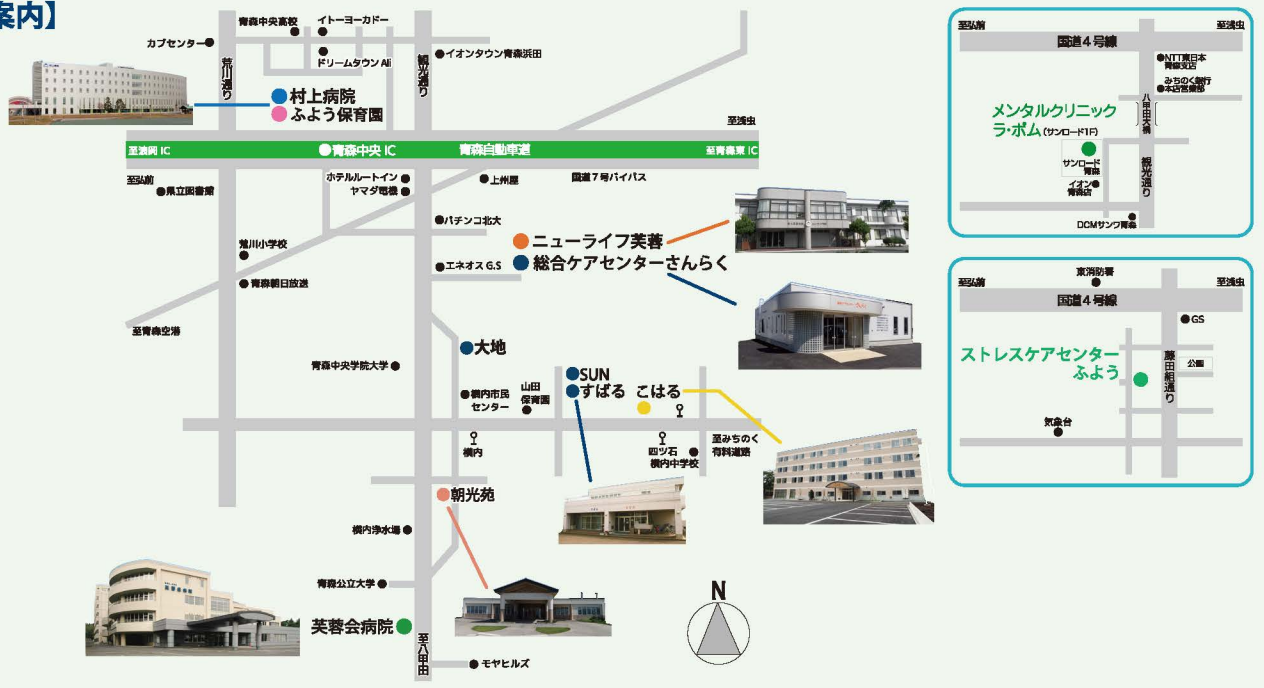 案内】
青森中央高校
イトーヨーカドー
カブセンター
ドリームタウンAli
荒川通り
観光通り
イオンタウン青森浜田
村上病院
ふよう保育園
至浅虫
至浪岡 IC
青森中央 IC
青森自動車道
至青森東 IC
至弘前
県立図書館
ホテルルートイン
ヤマダ電機
上州屋
国道7号バイパス
パチンコ北大
荒川小学校
ニューライフ芙蓉
総合ケアセンターさんらく
エネオス G.S
青森朝日放送
至青森空港
大地
青森中央学院大学
横内市民
センター
山田
保育園
SUN
すばる
こはる
横内
四ツ石
横内中学校
至みちのく
有料道路
朝光苑
横内浄水場
青森公立大学
芙蓉会病院
至八甲田
モヤヒルズ
N
至弘前
至浅虫
国道4号線
NTT東日本
青森支店
みちのく銀行
本店営業部
八甲田大橋
メンタルクリニック
ラ・ポム(サンロード1F)
サンロード
青森
観光通り
イオン
青森店
DCMサンワ青森
東消防署
至弘前
至浅虫
国道4号線
GS
ストレスケアセンター
ふよう
藤田組通り
公園
気象台